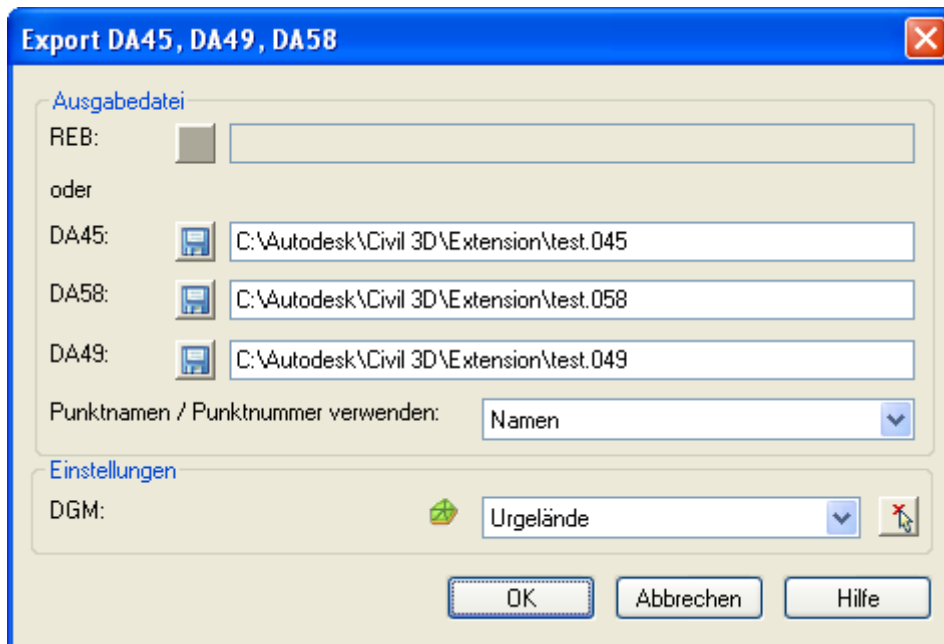 Export DA45, DA49, DA58
Ausgabedatei
REB:
oder
DA45: C:\Autodesk\Civil 3D\Extension\test.045
DA58: C:\Autodesk\Civil 3D\Extension\test.058
DA49: C:\Autodesk\Civil 3D\Extension\test.049
Punktnamen / Punktnummer verwenden: Namen
Einstellungen
DGM: Urgelände
OK Abbrechen Hilfe